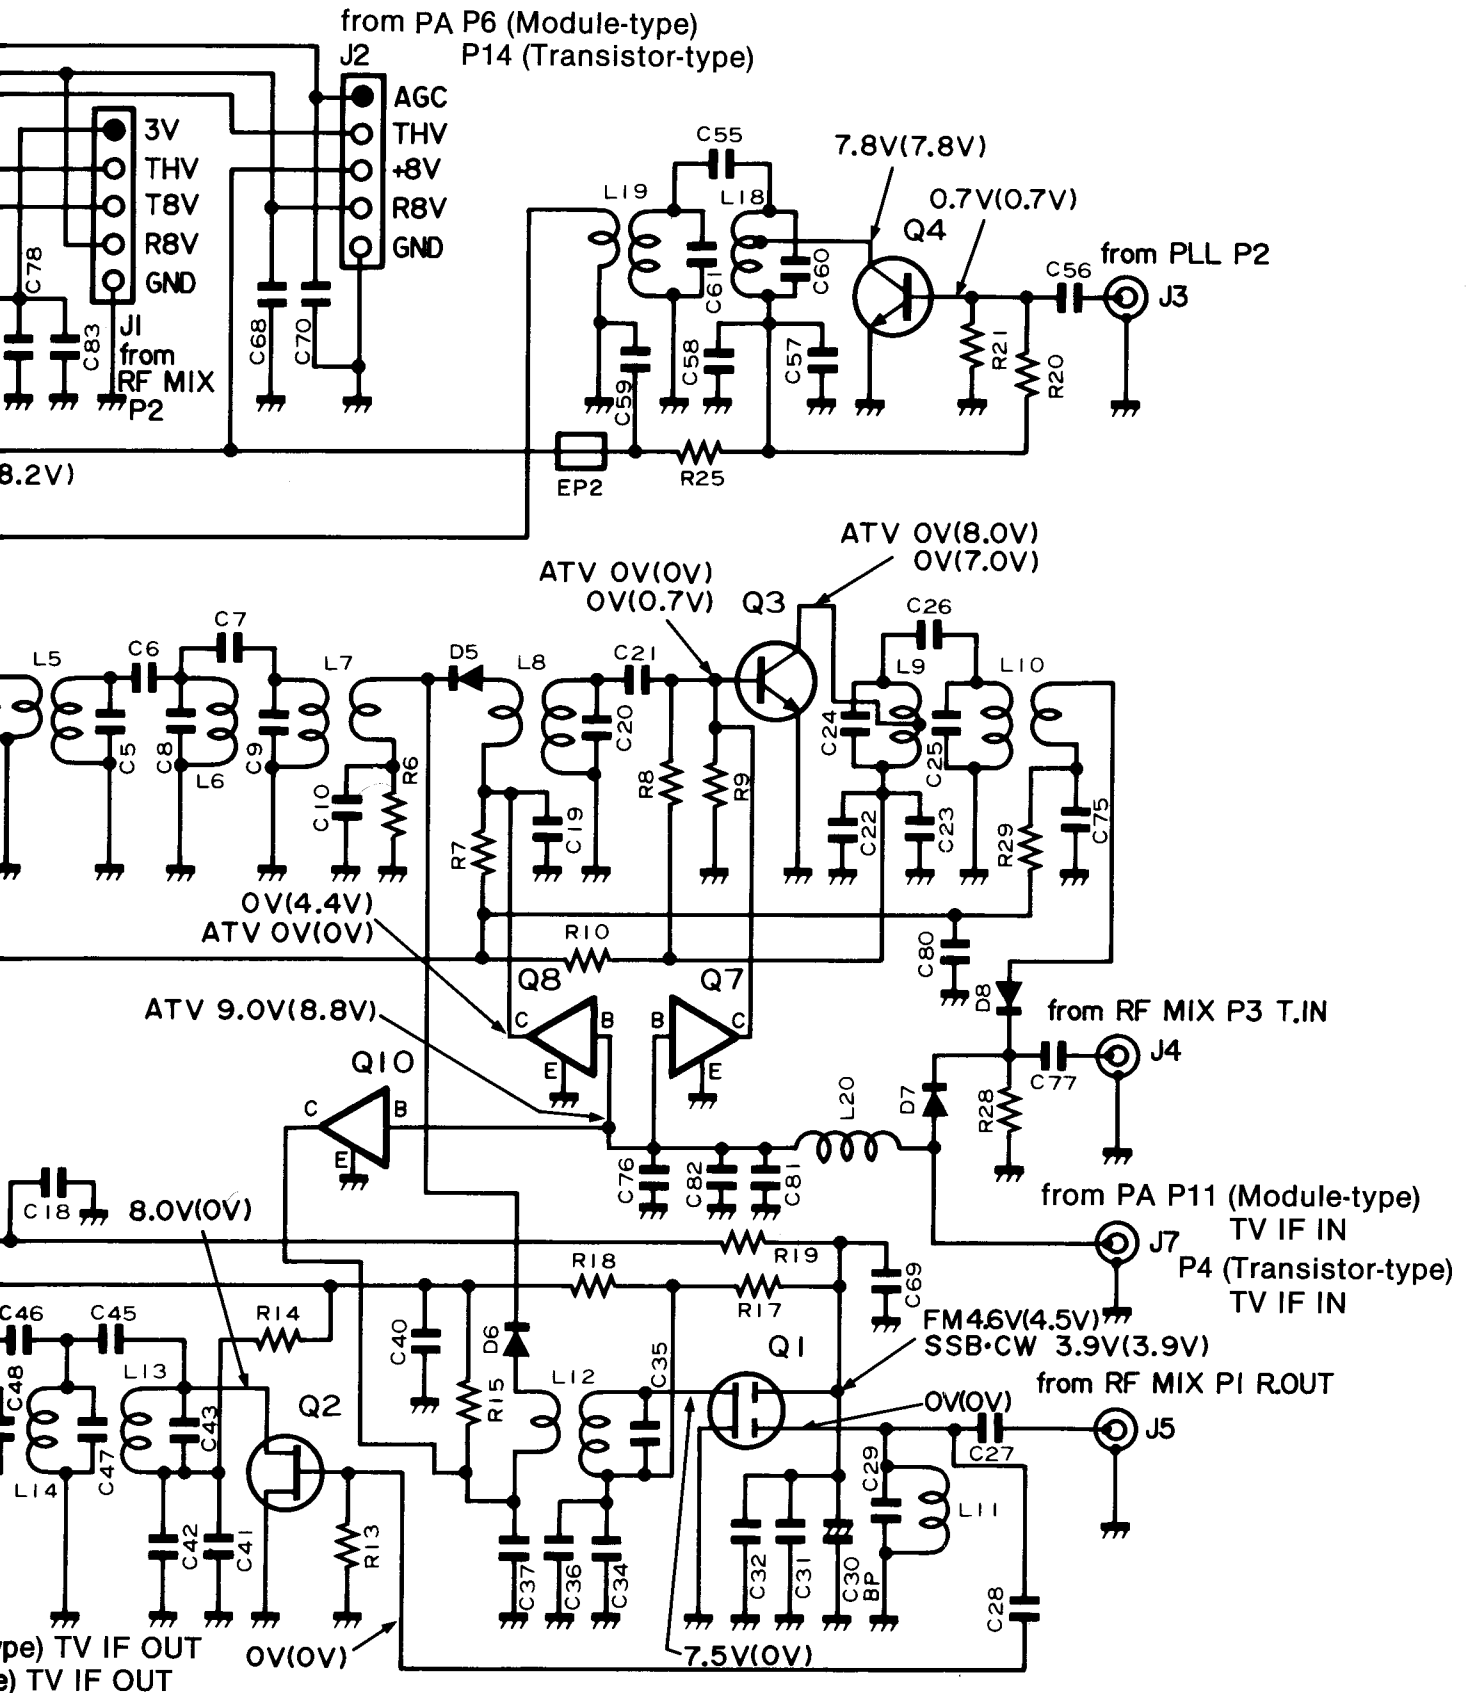 from PA P6 (Module-type)
J2
P14 (Transistor-type)
AGC
THV
+8V
R8V
GND
3V
THV
T8V
R8V
GND
C78
C83
J1
from
RF MIX
P2
C68
C70
8.2V)
C55
7.8V(7.8V)
L19
L18
0.7V(0.7V)
Q4
from PLL P2
C56
J3
C61
C60
C59
C58
C57
R21
R20
EP2
R25
ATV 0V(8.0V)
0V(7.0V)
ATV 0V(0V)
0V(0.7V)
Q3
C26
C7
L5
C6
L7
D5
L8
C21
L9
L10
C5
C8
L6
C9
C10
R6
C20
R8
R9
C24
C25
R7
C19
C22
C23
R29
C75
0V(4.4V)
ATV 0V(0V)
R10
C80
Q8
Q7
D8
ATV 9.0V(8.8V)
C
B
E
B
C
E
from RF MIX P3 T.IN
J4
C77
Q10
C
B
E
L20
D7
R28
C76
C82
C81
C18
8.0V(0V)
from PA P11 (Module-type)
TV IF IN
J7
P4 (Transistor-type)
TV IF IN
R19
R18
R17
C69
C46
C45
R14
C40
D6
C35
Q1
FM4.6V(4.5V)
SSB·CW 3.9V(3.9V)
from RF MIX P1 R.OUT
C48
L13
R15
L12
0V(0V)
J5
Q2
C43
C47
L14
C29
C27
L11
C42
C41
R13
C37
C36
C34
C32
C31
C30
BP
C28
ype) TV IF OUT
0V(0V)
7.5V(0V)
e) TV IF OUT